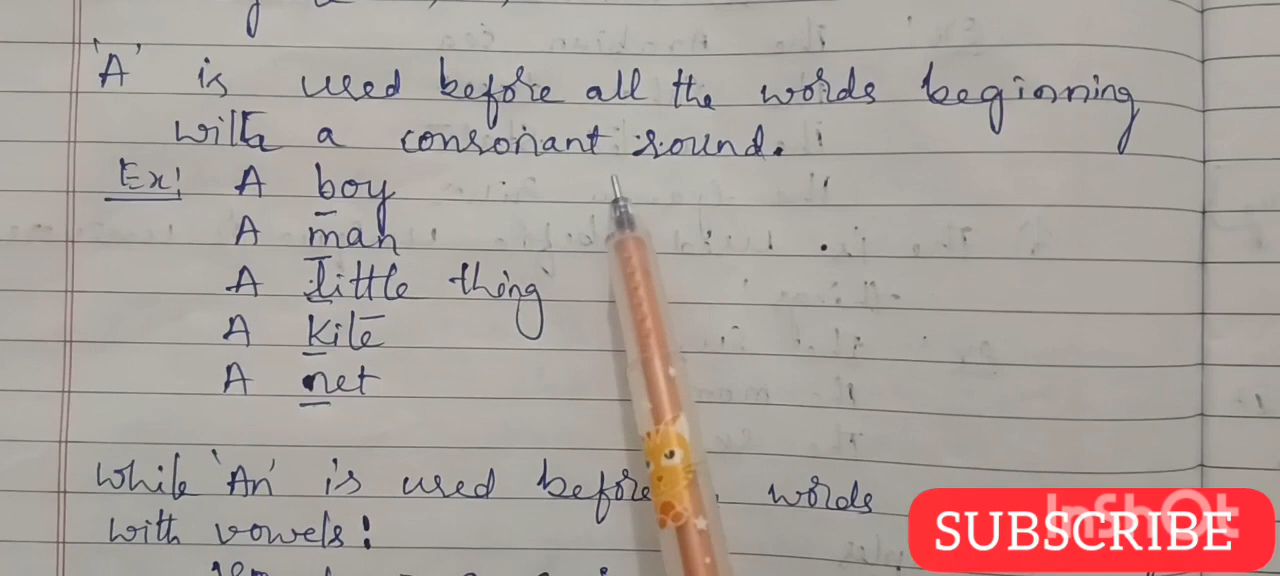 'A' is used before all the words beginning
with a consonant sound.
Ex: A boy
A man
A little thing
A kite
A net
While 'An' is used before words
with vowels!
InShOt
SUBSCRIBE